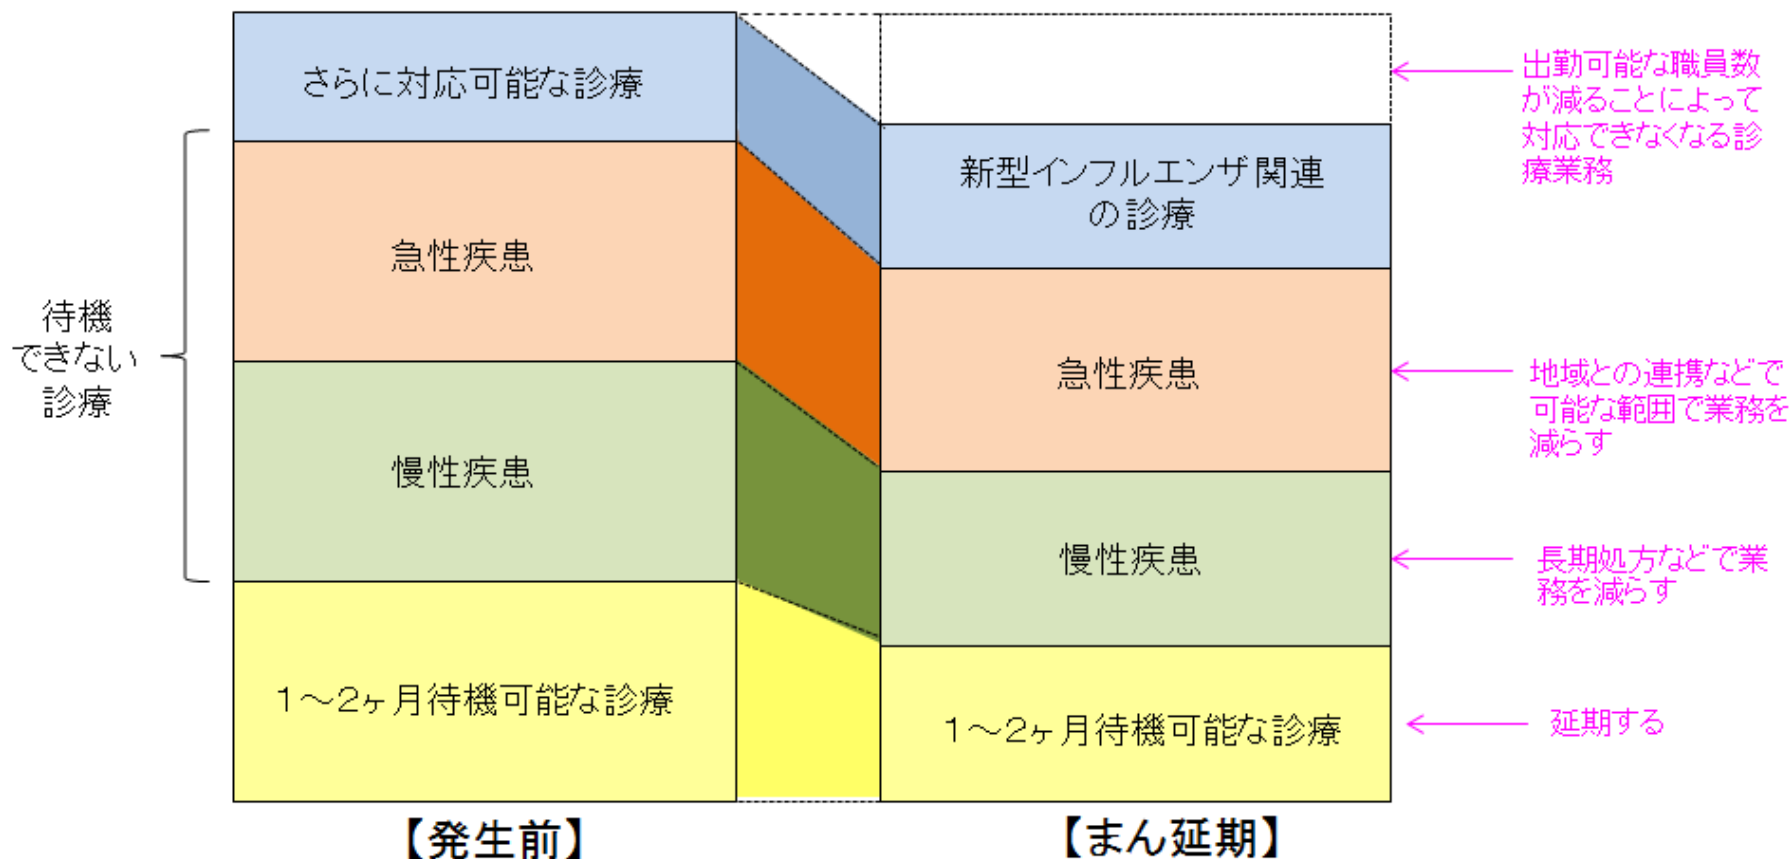 さらに対応可能な診療
急性疾患
慢性疾患
1～2ヶ月待機可能な診療
待機
できない
診療
【発生前】
新型インフルエンザ関連
の診療
急性疾患
慢性疾患
1～2ヶ月待機可能な診療
【まん延期】
出勤可能な職員数
が減ることによって
対応できなくなる診
療業務
地域との連携などで
可能な範囲で業務を
減らす
長期処方などで業
務を減らす
延期する